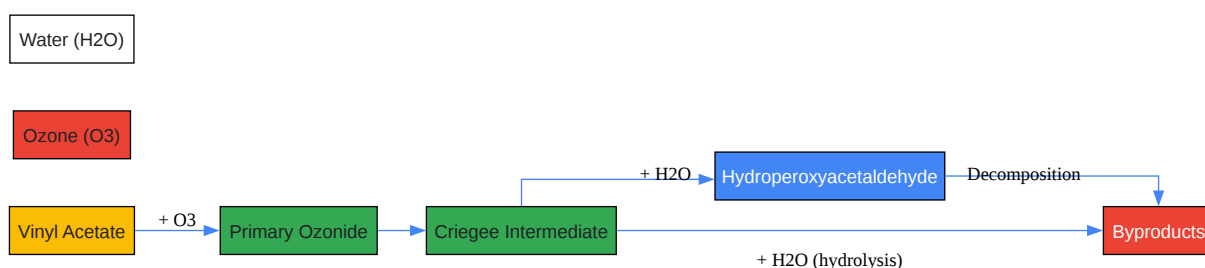 Water (H2O)
Ozone (O3)
+ H2O
Hydroperoxyacetaldehyde
Decomposition
Vinyl Acetate
+ O3
Primary Ozonide
Criegee Intermediate
Byproducts
+ H2O (hydrolysis)